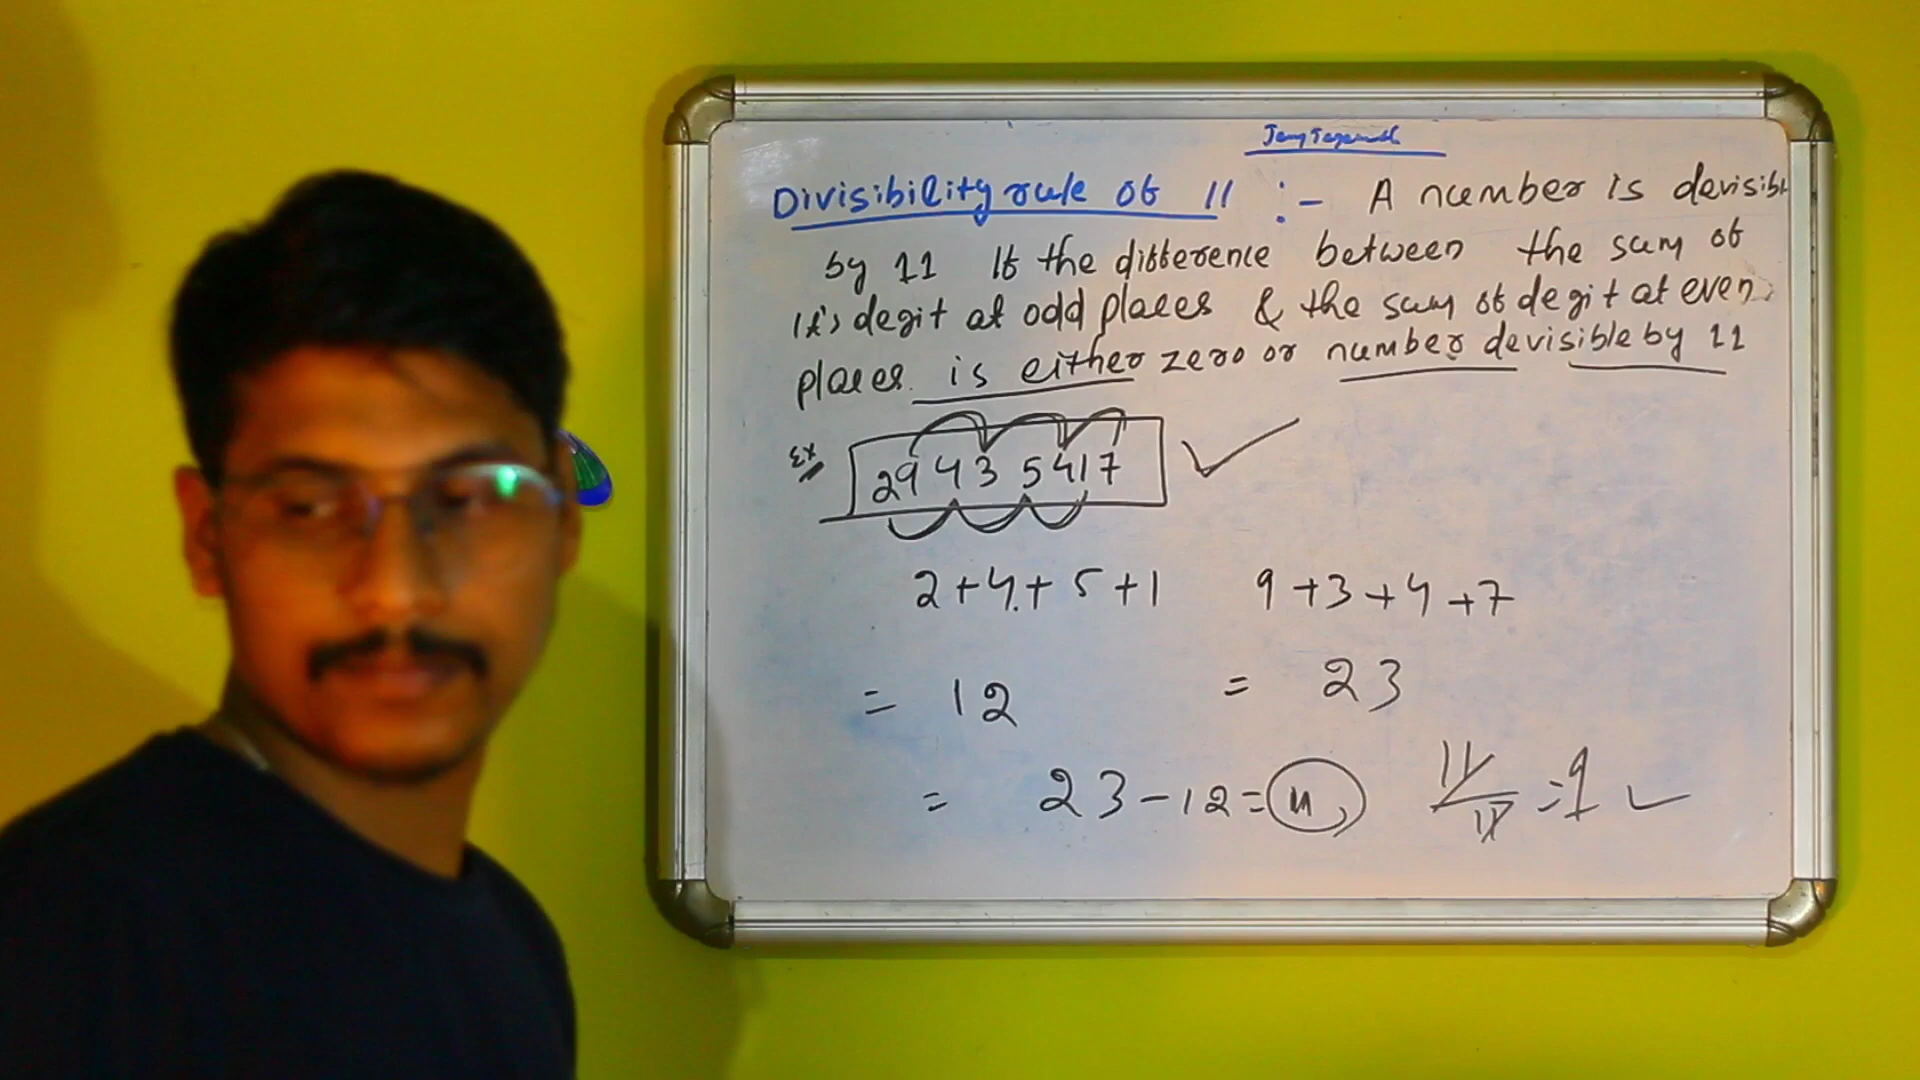 Divisibility rule of 11 :- A number is devisibl
by 11 If the difference between the sum of
it's degit at odd places & the sum of degit at even
places is either zero or number devisible by 11
Ex 29435417
2+4+5+1 9+3+4+7
= 12 = 23
= 23-12=11, 11/11 =1